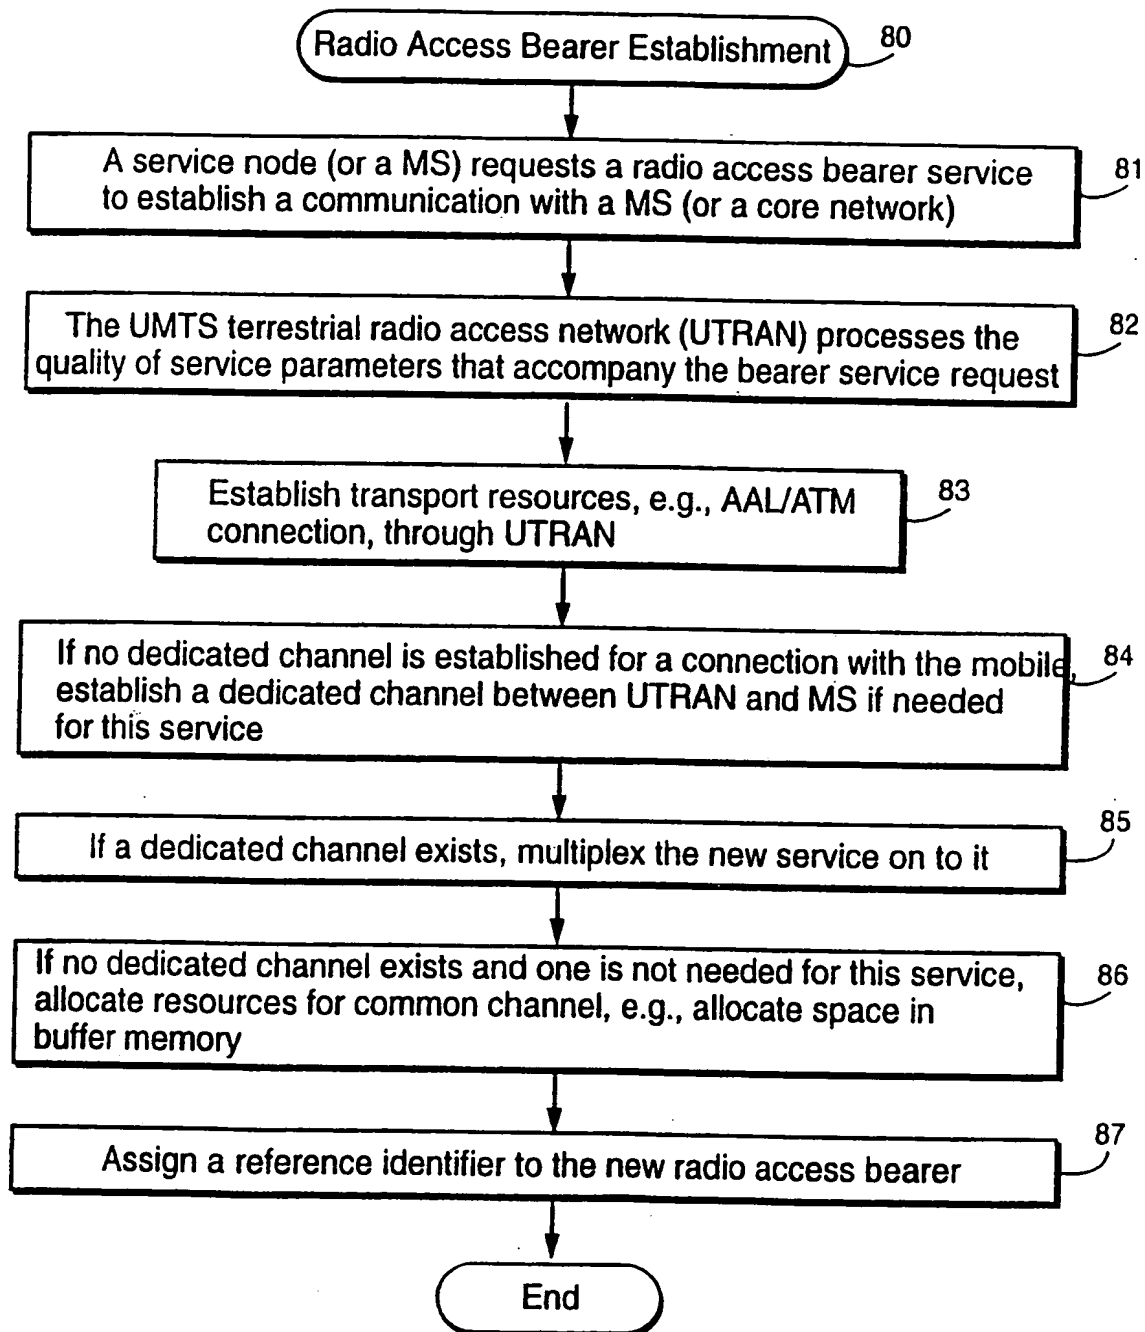 Radio Access Bearer Establishment
80
A service node (or a MS) requests a radio access bearer service
to establish a communication with a MS (or a core network)
81
The UMTS terrestrial radio access network (UTRAN) processes the
quality of service parameters that accompany the bearer service request
82
Establish transport resources, e.g., AAL/ATM
connection, through UTRAN
83
If no dedicated channel is established for a connection with the mobile,
establish a dedicated channel between UTRAN and MS if needed
for this service
84
If a dedicated channel exists, multiplex the new service on to it
85
If no dedicated channel exists and one is not needed for this service,
allocate resources for common channel, e.g., allocate space in
buffer memory
86
Assign a reference identifier to the new radio access bearer
87
End